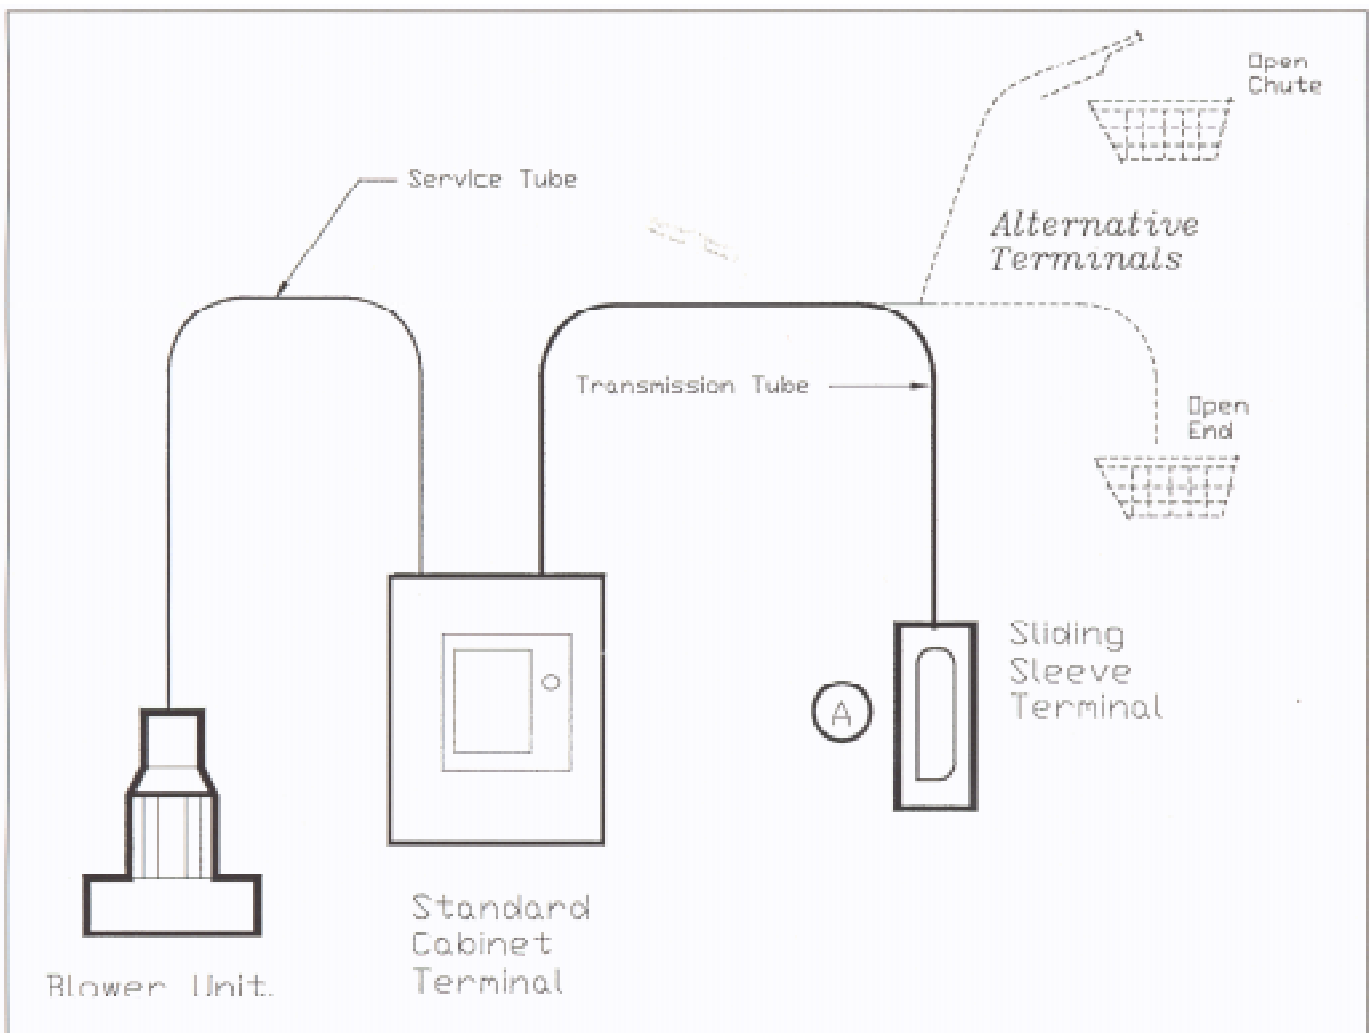 Open
Chute
Service Tube
Alternative
Terminals
Transmission Tube
Open
End
Sliding
Sleeve
Terminal
A
Standard
Cabinet
Terminal
Blower Unit